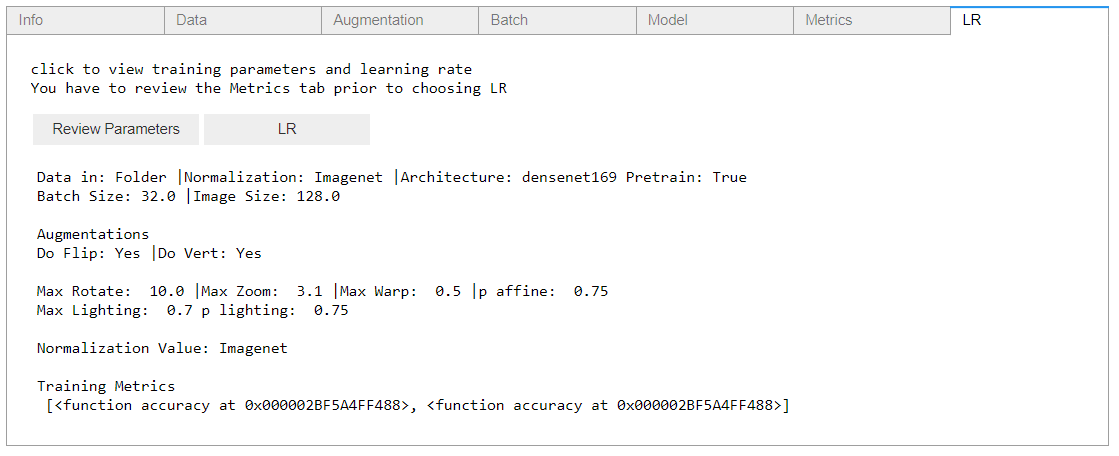 Info Data Augmentation Batch Model Metrics LR
click to view training parameters and learning rate
You have to review the Metrics tab prior to choosing LR
Review Parameters LR
Data in: Folder |Normalization: Imagenet |Architecture: densenet169 Pretrain: True
Batch Size: 32.0 |Image Size: 128.0
Augmentations
Do Flip: Yes |Do Vert: Yes
Max Rotate:  10.0 |Max Zoom:  3.1 |Max Warp:  0.5 |p affine:  0.75
Max Lighting:  0.7 p lighting:  0.75
Normalization Value: Imagenet
Training Metrics
[<function accuracy at 0x000002BF5A4FF488>, <function accuracy at 0x000002BF5A4FF488>]